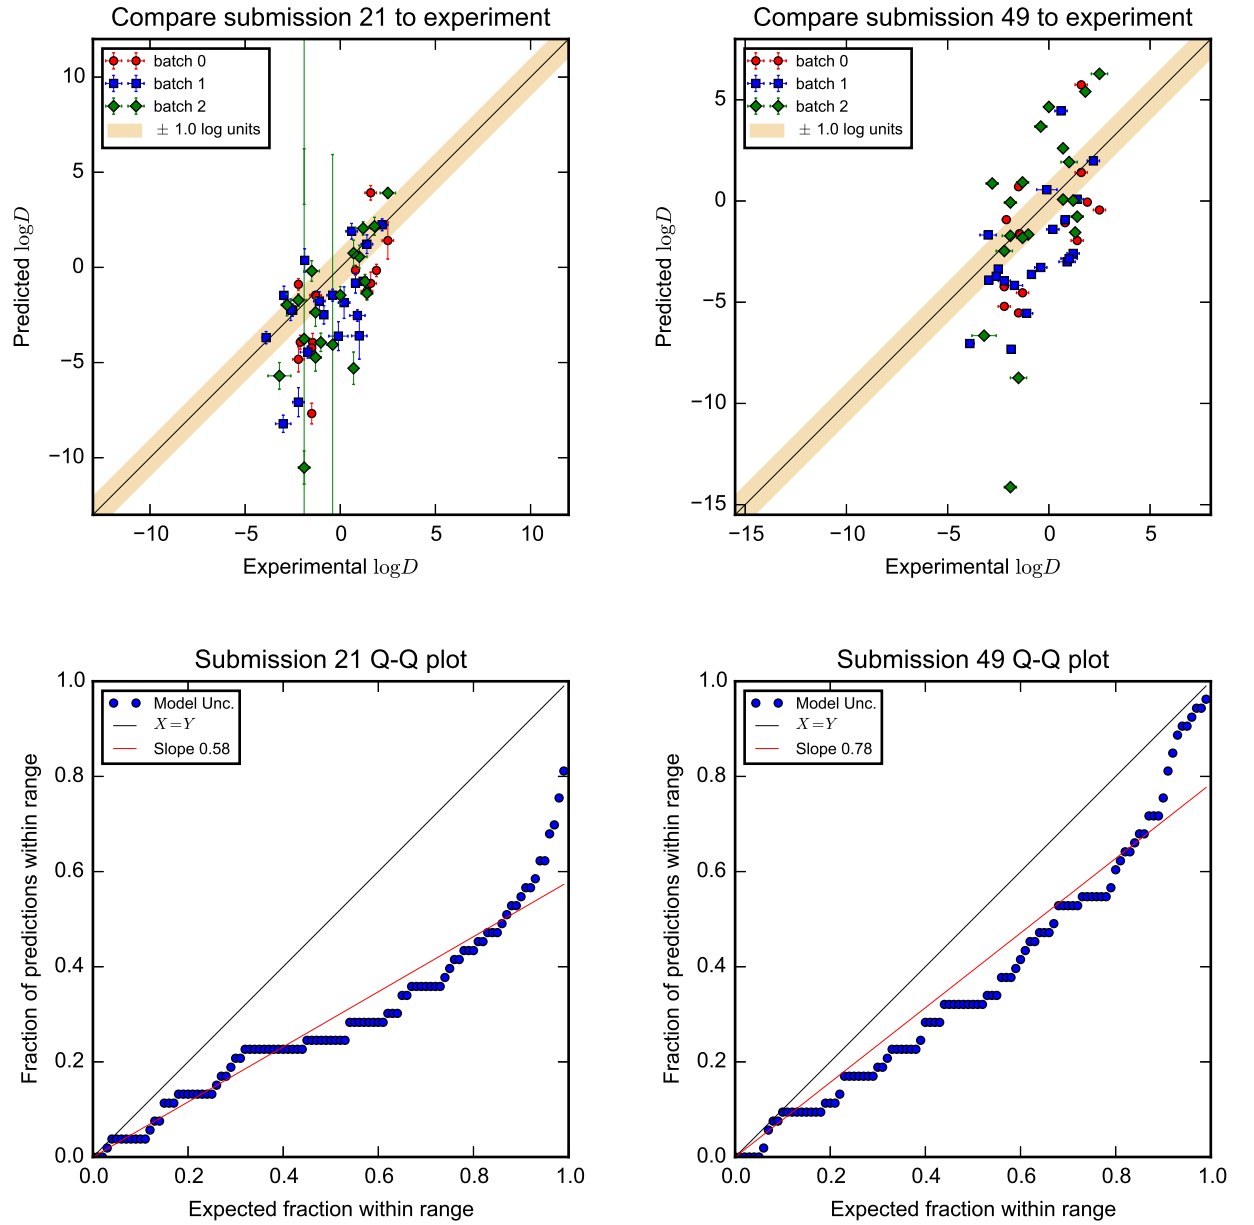 Compare submission 21 to experiment
batch 0
batch 1
batch 2
± 1.0 log units
10
5
0
−5
−10
−10 −5 0 5 10
Predicted logD
Experimental logD
Compare submission 49 to experiment
batch 0
batch 1
batch 2
± 1.0 log units
5
0
−5
−10
−15
−15 −10 −5 0 5
Predicted logD
Experimental logD
Submission 21 Q-Q plot
Model Unc.
X=Y
Slope 0.58
1.0
0.8
0.6
0.4
0.2
0.0
0.0 0.2 0.4 0.6 0.8 1.0
Fraction of predictions within range
Expected fraction within range
Submission 49 Q-Q plot
Model Unc.
X=Y
Slope 0.78
1.0
0.8
0.6
0.4
0.2
0.0
0.0 0.2 0.4 0.6 0.8 1.0
Fraction of predictions within range
Expected fraction within range